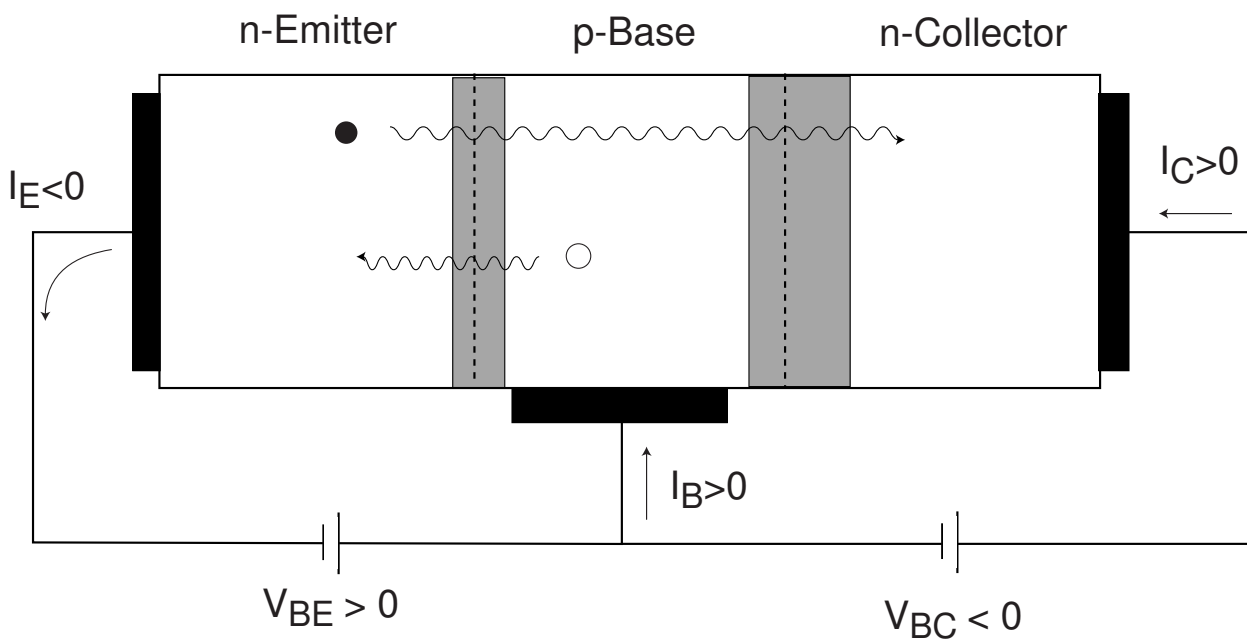 n-Emitter p-Base n-Collector
I_E<0
I_C>0
I_B>0
V_BE > 0
V_BC < 0